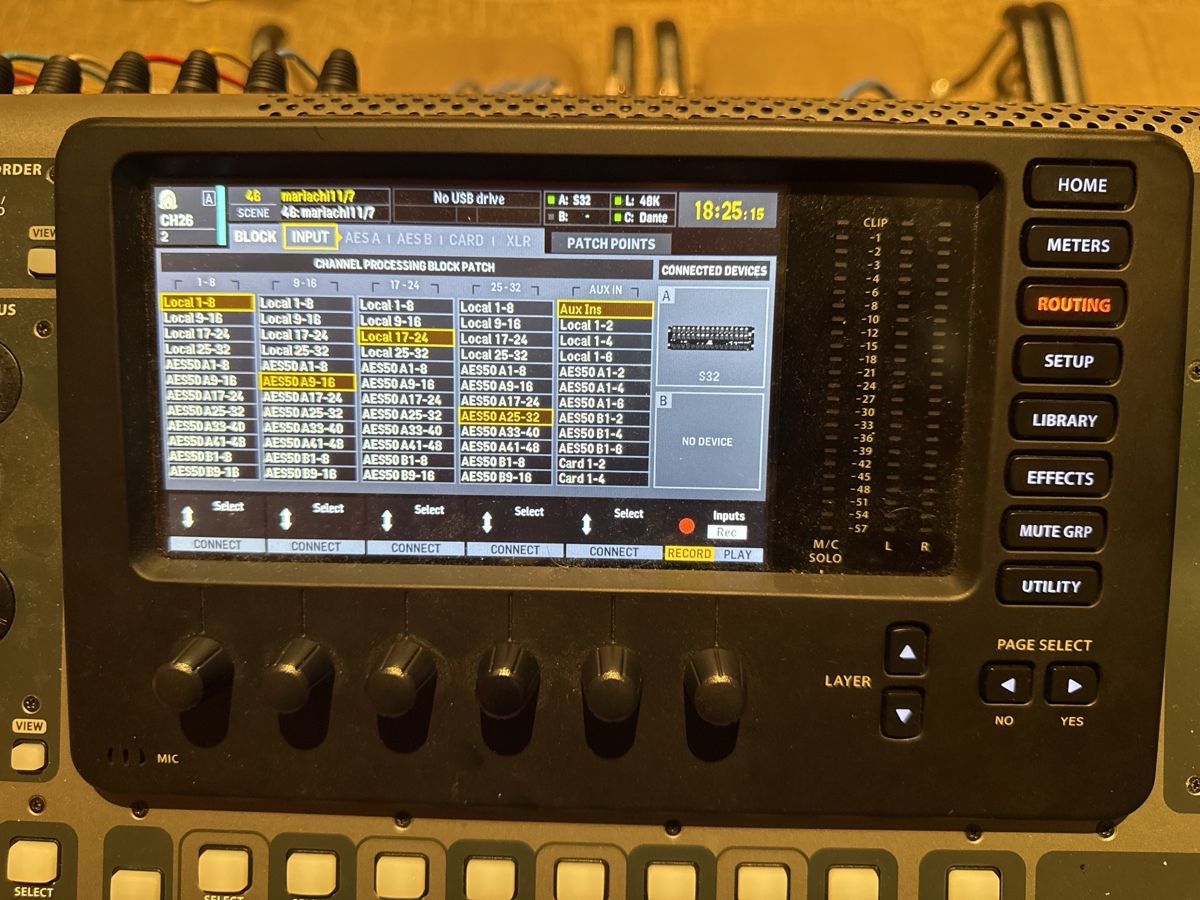 RDER
VIEW
US
CH26
A
2
46
SCENE
mariachi11/7
46: mariachi11/7
No USB drive
A: S32
B: -
L: 48K
C: Dante
18:25:15
BLOCK
INPUT
AES A
AES B
CARD
XLR
PATCH POINTS
CHANNEL PROCESSING BLOCK PATCH
1-8
9-16
17-24
25-32
AUX IN
Local 1-8
Local 9-16
Local 17-24
Local 25-32
AES50 A1-8
AES50 A9-16
AES50 A17-24
AES50 A25-32
AES50 A33-40
AES50 A41-48
AES50 B1-8
AES50 B9-16
Local 1-8
Local 9-16
Local 17-24
Local 25-32
AES50 A1-8
AES50 A9-16
AES50 A17-24
AES50 A25-32
AES50 A33-40
AES50 A41-48
AES50 B1-8
AES50 B9-16
Local 1-8
Local 9-16
Local 17-24
Local 25-32
AES50 A1-8
AES50 A9-16
AES50 A17-24
AES50 A25-32
AES50 A33-40
AES50 A41-48
AES50 B1-8
AES50 B9-16
Local 1-8
Local 9-16
Local 17-24
Local 25-32
AES50 A1-8
AES50 A9-16
AES50 A17-24
AES50 A25-32
AES50 A33-40
AES50 A41-48
AES50 B1-8
AES50 B9-16
Aux Ins
Local 1-2
Local 1-4
Local 1-6
AES50 A1-2
AES50 A1-4
AES50 A1-6
AES50 B1-2
AES50 B1-4
AES50 B1-6
Card 1-2
Card 1-4
CONNECTED DEVICES
A
S32
B
NO DEVICE
Select
Select
Select
Select
Select
Inputs
Rec
CONNECT
CONNECT
CONNECT
CONNECT
CONNECT
RECORD
PLAY
CLIP
-1
-2
-3
-4
-6
-8
-10
-12
-15
-18
-21
-24
-27
-30
-33
-36
-39
-42
-45
-48
-51
-54
-57
M/C
SOLO
L
R
HOME
METERS
ROUTING
SETUP
LIBRARY
EFFECTS
MUTE GRP
UTILITY
LAYER
PAGE SELECT
NO
YES
VIEW
MIC
SELECT
SELECT